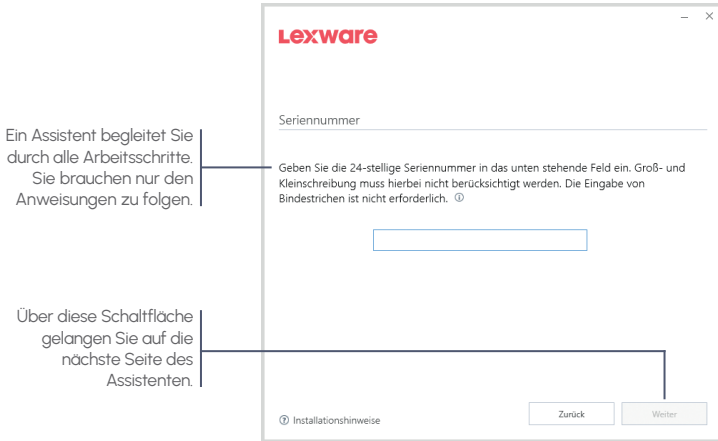 Lexware
Seriennummer
Ein Assistent begleitet Sie
durch alle Arbeitsschritte.
Sie brauchen nur den
Anweisungen zu folgen.
Geben Sie die 24-stellige Seriennummer in das unten stehende Feld ein. Groß- und
Kleinschreibung muss hierbei nicht berücksichtigt werden. Die Eingabe von
Bindestrichen ist nicht erforderlich.
Über diese Schaltfläche
gelangen Sie auf die
nächste Seite des
Assistenten.
Installationshinweise
Zurück
Weiter